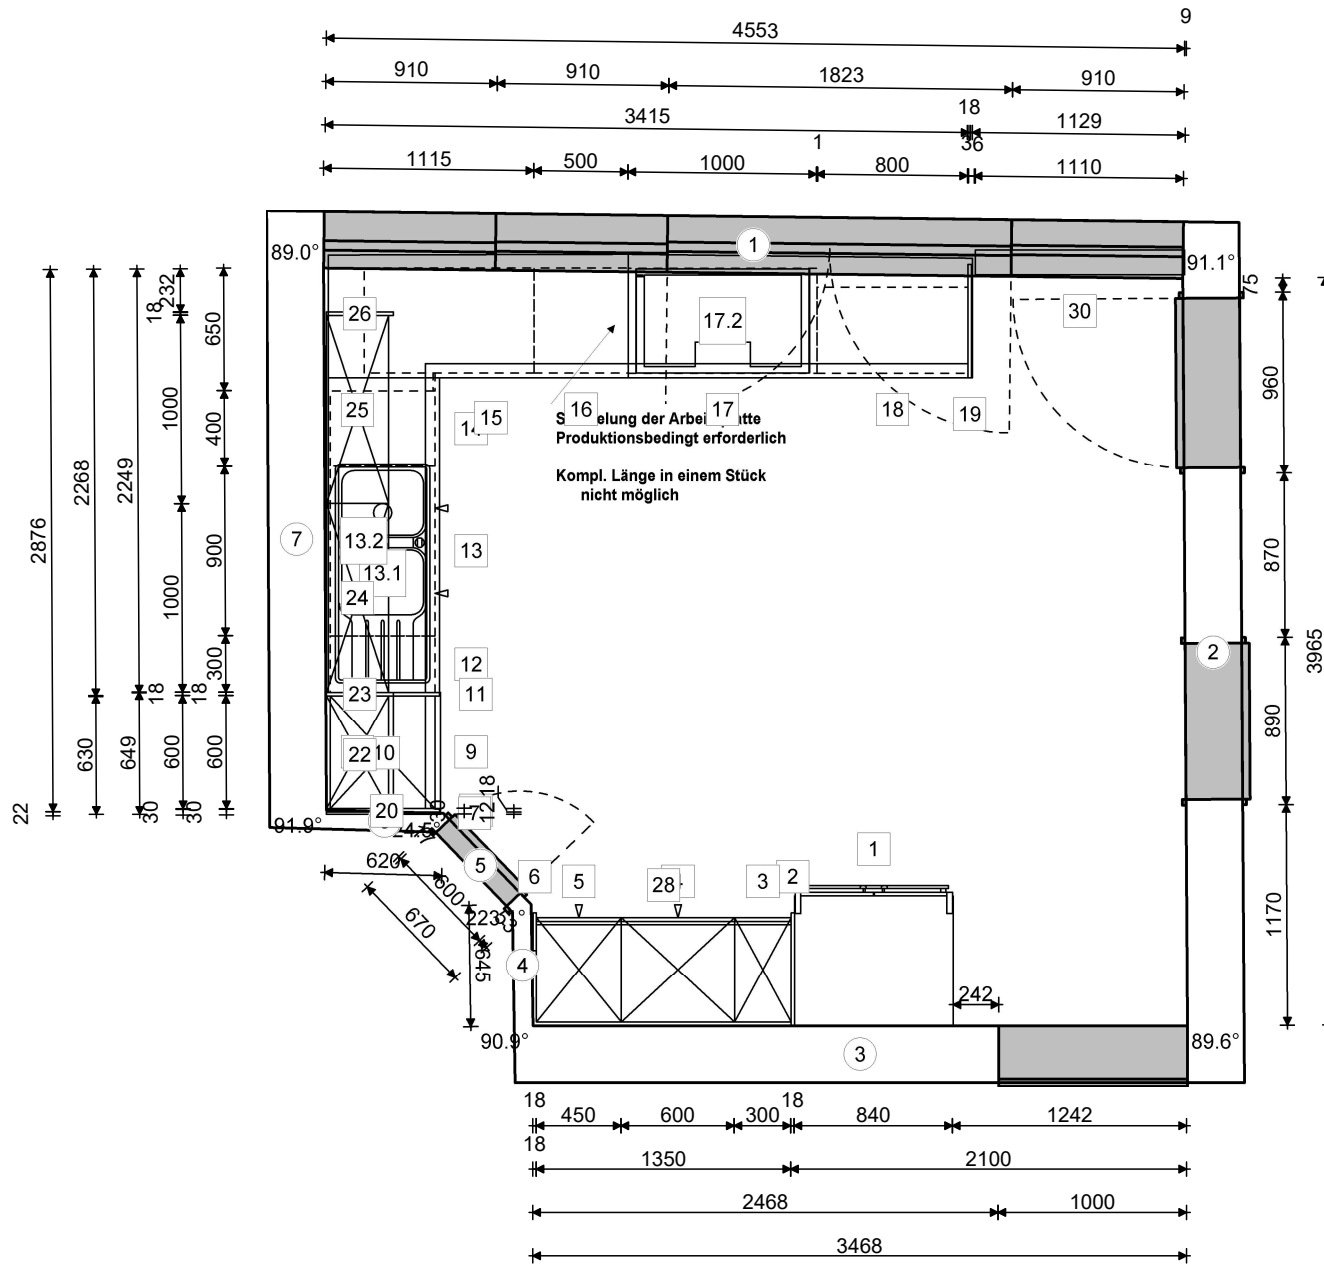 9
4553
910 910 1823 910
18
3415 1129
1 36
1115 500 1000 800 1110
1
89.0° 91.1°
232 75
18
26 17.2 30
650
1000 960
25 400 15 16 17 18 19
Produktionsbedingt erforderlich
Kompl. Länge in einem Stück
nicht möglich
2268 2249
2876 7 13.2 13 900 870
13.1
1000 24
300 12 2 3965
18 18 23 11
630 649 600 600 22 10 9 890
18
22 30 30 20 7 12
91.9°
620 5 1
600 6 5 28 3 2
670 1170
645 4
242
90.9° 3 89.6°
18 18
450 600 300 840 1242
18
1350 2100
2468 1000
3468